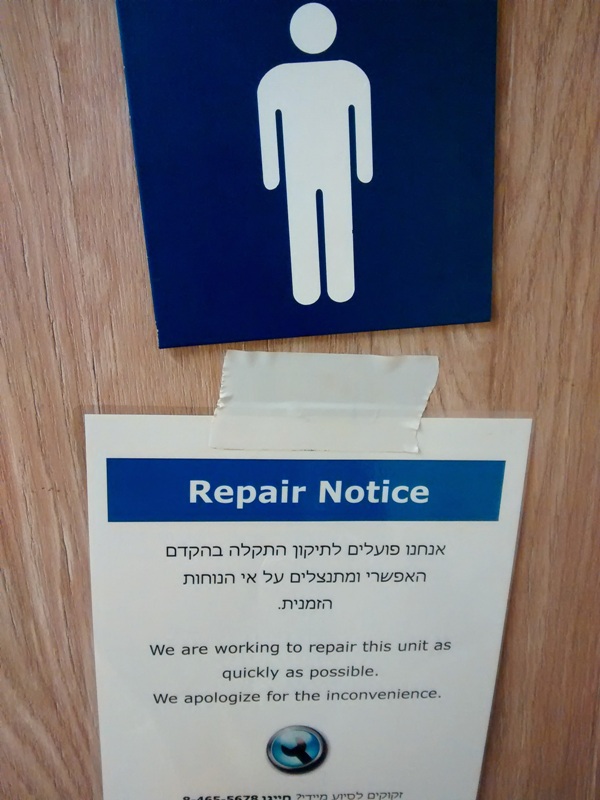 Repair Notice
אנחנו פועלים לתיקון התקלה בהקדם
האפשרי ומתנצלים על אי הנוחות
הזמנית.
We are working to repair this unit as
quickly as possible.
We apologize for the inconvenience.
זקוקים לסיוע מיידי? חייגו 8-465-5678